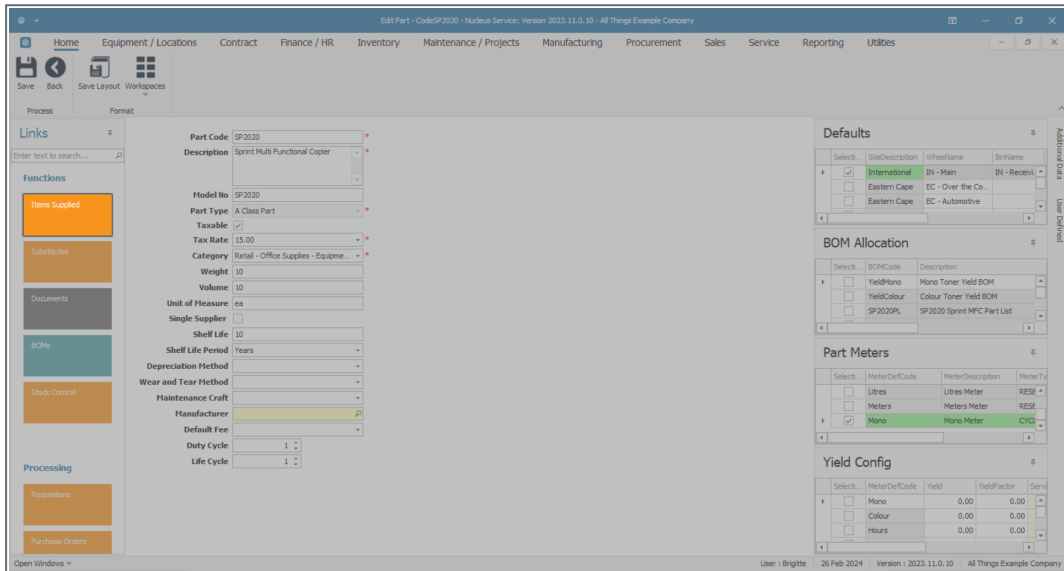 Edit Part - CodeSP2020 - Nucleus Service: Version 2023.11.0.10 - All Things Example Company
Home Equipment / Locations Contract Finance / HR Inventory Maintenance / Projects Manufacturing Procurement Sales Service Reporting Utilities
Save Back Save Layout Workspaces
Process Format
Links
Enter text to search...
Functions
Items Supplied
Substitutes
Documents
BOMs
Stock Control
Processing
Requisitions
Purchase Orders
Part Code SP2020 *
Description Sprint Multi Functional Copier *
Model No SP2020
Part Type A Class Part *
Taxable
Tax Rate 15.00 *
Category Retail - Office Supplies - Equipme... *
Weight 10
Volume 10
Unit of Measure ea
Single Supplier
Shelf Life 10
Shelf Life Period Years
Depreciation Method
Wear and Tear Method
Maintenance Craft
Manufacturer
Default Fee
Duty Cycle 1
Life Cycle 1
Defaults
Selecti... SiteDescription WhseName BinName
International IN - Main IN - Receivi...
Eastern Cape EC - Over the Co...
Eastern Cape EC - Automotive
BOM Allocation
Selecti... BOMCode Description
YieldMono Mono Toner Yield BOM
YieldColour Colour Toner Yield BOM
SP2020PL SP2020 Sprint MFC Part List
Part Meters
Selecti... MeterDefCode MeterDescription MeterTy
Litres Litres Meter RESE
Meters Meters Meter RESE
Mono Mono Meter CYCL
Yield Config
Selecti... MeterDefCode Yield YieldFactor Servi
Mono 0.00 0.00
Colour 0.00 0.00
Hours 0.00 0.00
Additional Data
User Defined
Open Windows
User : Brigitte 26 Feb 2024 Version : 2023.11.0.10 All Things Example Company